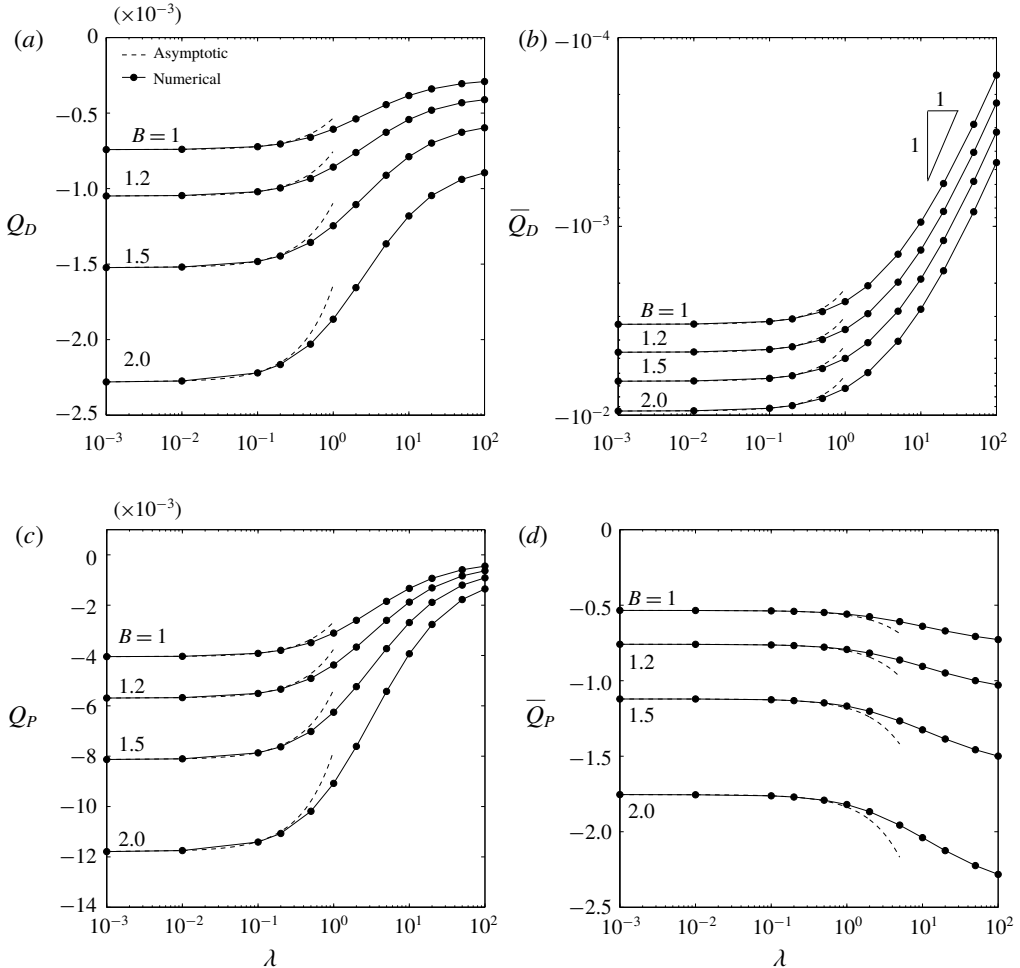 (×10⁻³)
(a)
0
−0.5
−1.0
−1.5
−2.0
−2.5
Q_D
Asymptotic
Numerical
B = 1
1.2
1.5
2.0
10⁻³ 10⁻² 10⁻¹ 10⁰ 10¹ 10²
(b)
−10⁻⁴
−10⁻³
−10⁻²
Q̅_D
1
1
B = 1
1.2
1.5
2.0
10⁻³ 10⁻² 10⁻¹ 10⁰ 10¹ 10²
(×10⁻³)
(c)
0
−2
−4
−6
−8
−10
−12
−14
Q_P
B = 1
1.2
1.5
2.0
10⁻³ 10⁻² 10⁻¹ 10⁰ 10¹ 10²
λ
(d)
0
−0.5
−1.0
−1.5
−2.0
−2.5
Q̅_P
B = 1
1.2
1.5
2.0
10⁻³ 10⁻² 10⁻¹ 10⁰ 10¹ 10²
λ